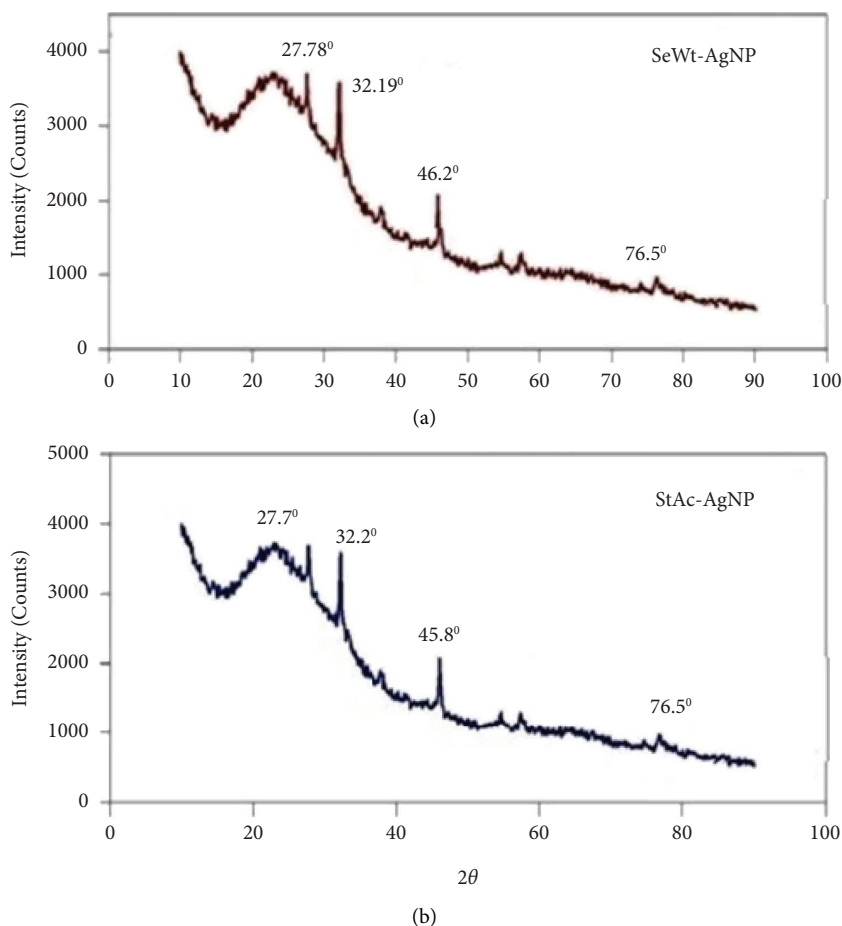 4000
3000
2000
1000
0
Intensity (Counts)
27.78⁰
32.19⁰
46.2⁰
76.5⁰
SeWt-AgNP
0 10 20 30 40 50 60 70 80 90 100
(a)
5000
4000
3000
2000
1000
0
Intensity (Counts)
27.7⁰
32.2⁰
45.8⁰
76.5⁰
StAc-AgNP
0 20 40 60 80 100
2θ
(b)